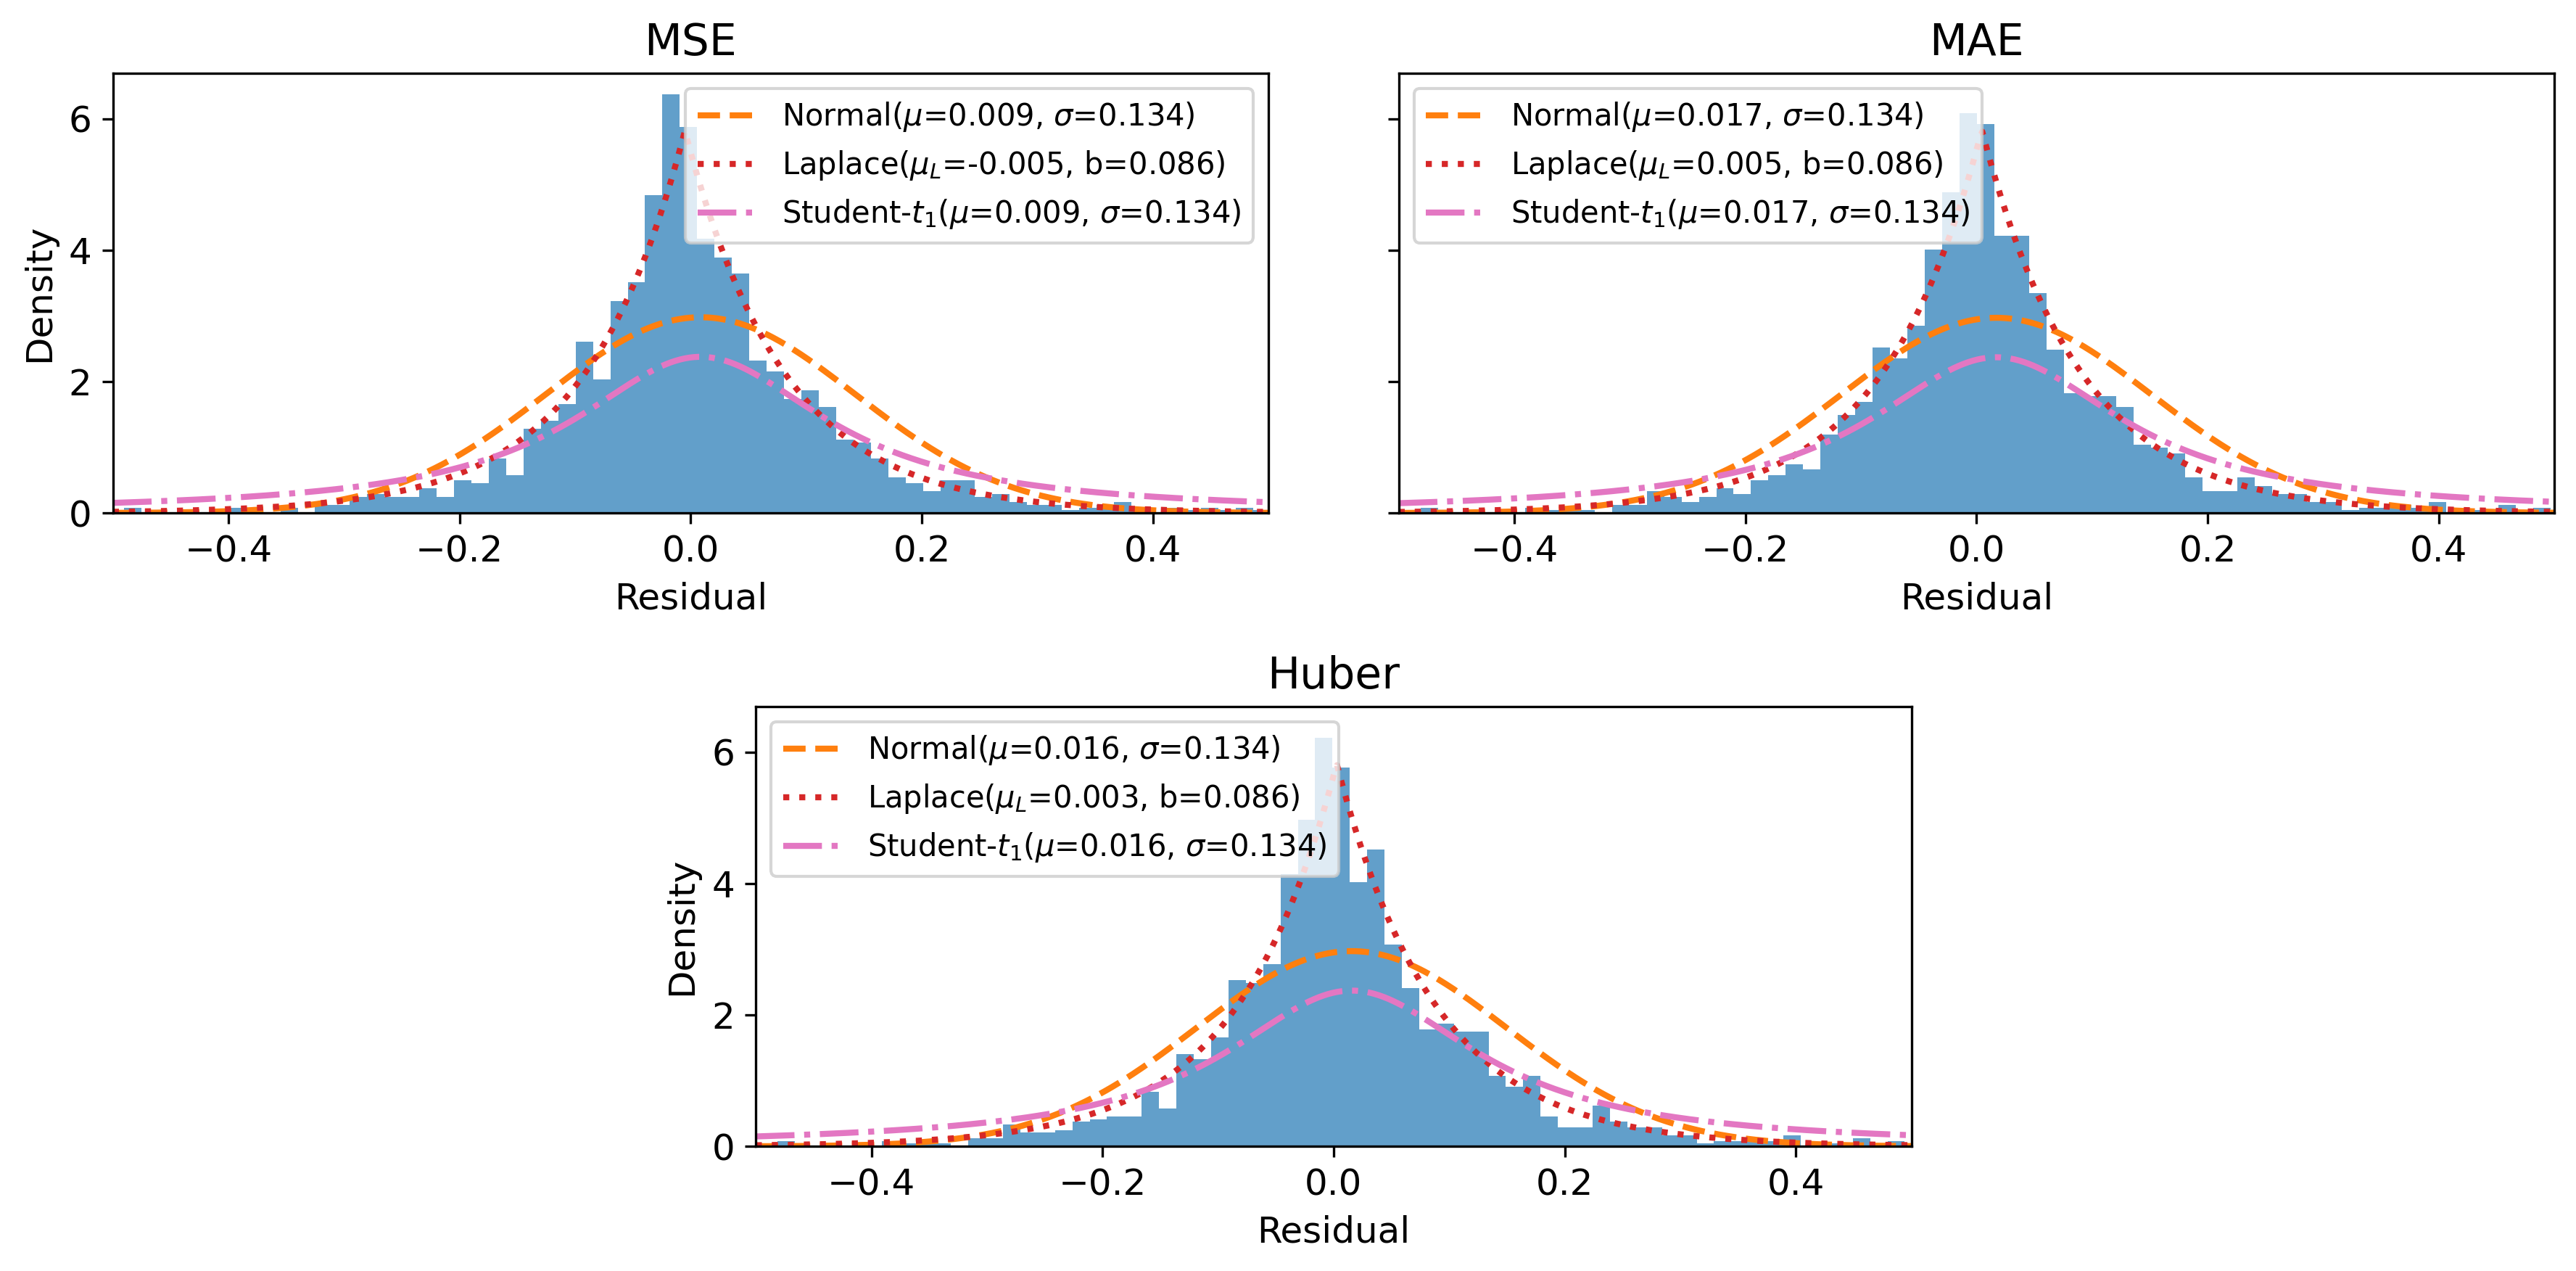 MSE
Normal(μ=0.009, σ=0.134)
Laplace(μ_L=-0.005, b=0.086)
Student-t₁(μ=0.009, σ=0.134)
Density
6
4
2
0
−0.4 −0.2 0.0 0.2 0.4
Residual
MAE
Normal(μ=0.017, σ=0.134)
Laplace(μ_L=0.005, b=0.086)
Student-t₁(μ=0.017, σ=0.134)
−0.4 −0.2 0.0 0.2 0.4
Residual
Huber
Normal(μ=0.016, σ=0.134)
Laplace(μ_L=0.003, b=0.086)
Student-t₁(μ=0.016, σ=0.134)
Density
6
4
2
0
−0.4 −0.2 0.0 0.2 0.4
Residual